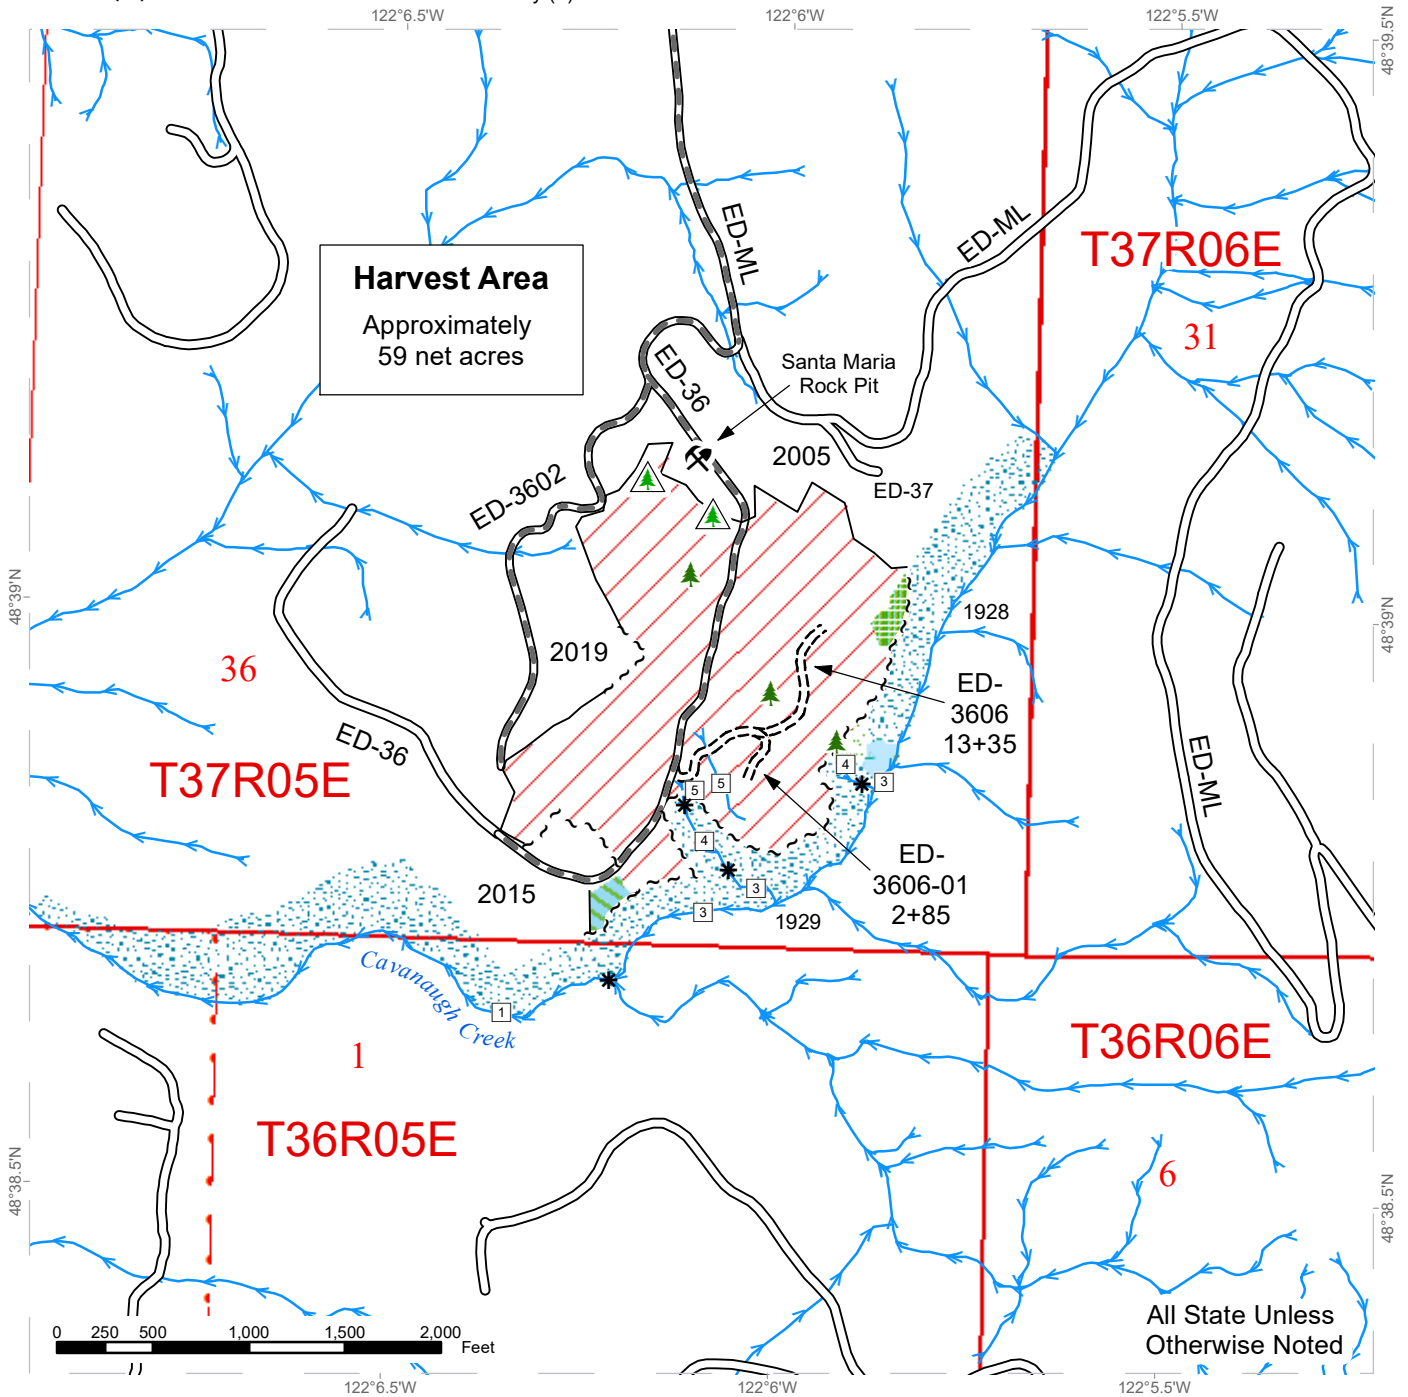 122°6.5'W
122°6'W
122°5.5'W
48°39.5'N
ED-ML
ED-ML
T37R06E
Harvest Area
Approximately
59 net acres
31
ED-36
Santa Maria
Rock Pit
2005
ED-3602
ED-37
48°39'N
48°39'N
1928
2019
36
ED-
3606
13+35
ED-36
T37R05E
ED-ML
4
3
5
5
4
ED-
3606-01
2+85
2015
3
3
1929
Cavanaugh Creek
1
T36R06E
1
T36R05E
6
48°38.5'N
48°38.5'N
All State Unless
Otherwise Noted
0 250 500 1,000 1,500 2,000
Feet
122°6.5'W
122°6'W
122°5.5'W